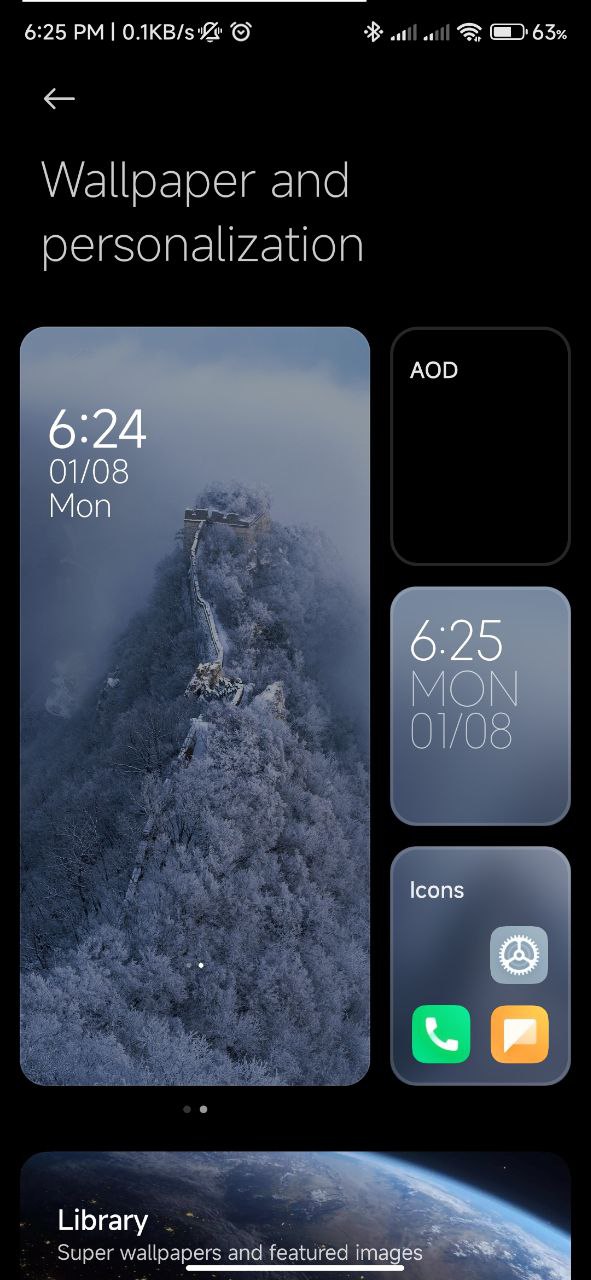 6:25 PM | 0.1KB/s
63%
Wallpaper and
personalization
6:24
01/08
Mon
AOD
6:25
MON
01/08
Icons
Library
Super wallpapers and featured images